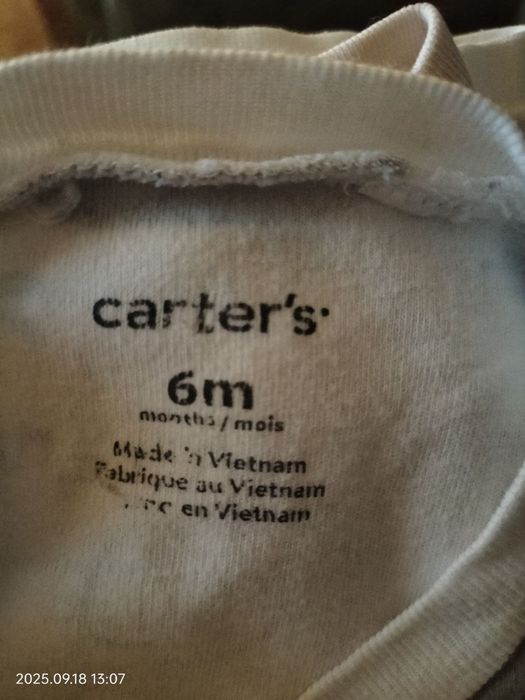 carter's
6m
months / mois
Made in Vietnam
Fabrique au Vietnam
en Vietnam
2025.09.18 13:07